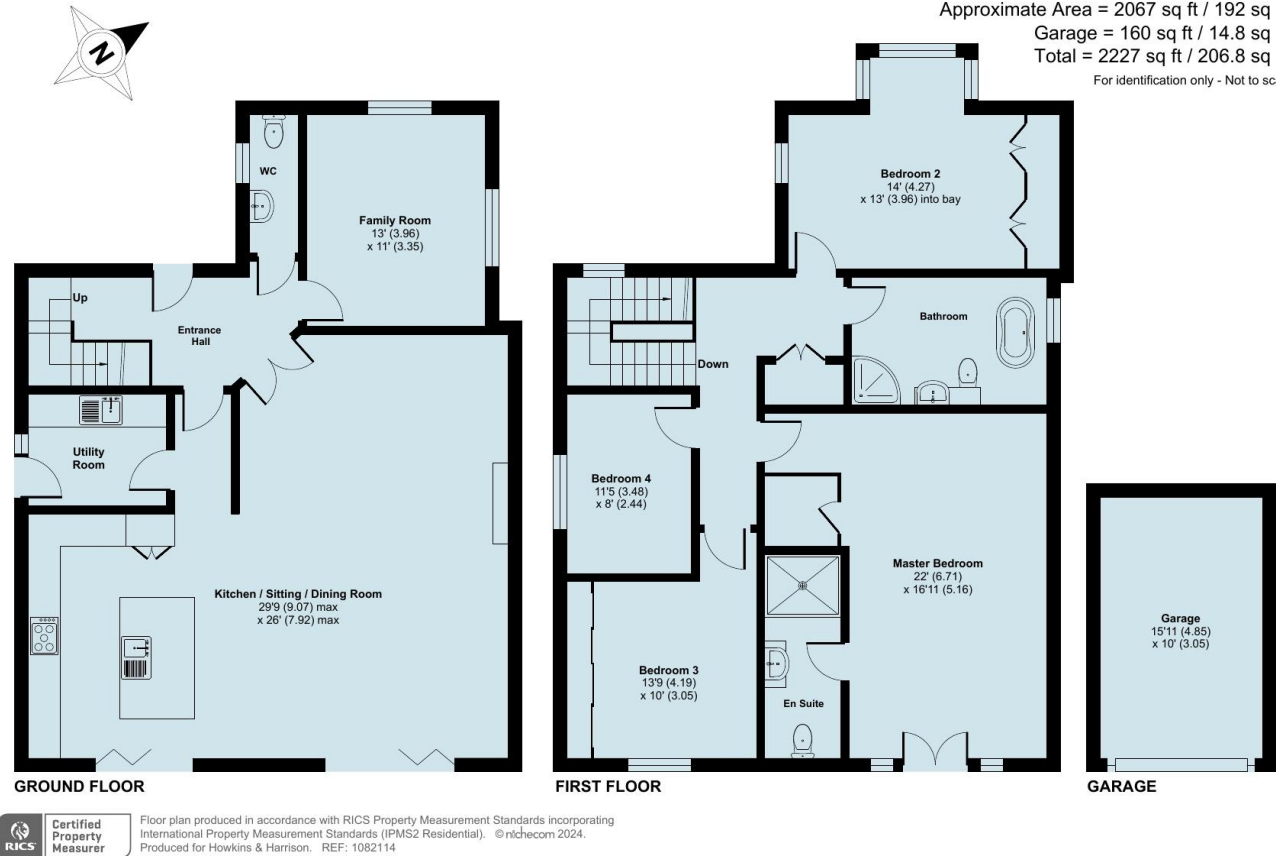 Approximate Area = 2067 sq ft / 192 sq
Garage = 160 sq ft / 14.8 sq
Total = 2227 sq ft / 206.8 sq
For identification only - Not to sc
N
WC
Family Room
13' (3.96)
x 11' (3.35)
Up
Entrance
Hall
Utility
Room
Kitchen / Sitting / Dining Room
29'9 (9.07) max
x 26' (7.92) max
GROUND FLOOR
Bedroom 2
14' (4.27)
x 13' (3.96) into bay
Bathroom
Down
Bedroom 4
11'5 (3.48)
x 8' (2.44)
Master Bedroom
22' (6.71)
x 16'11 (5.16)
Bedroom 3
13'9 (4.19)
x 10' (3.05)
En Suite
FIRST FLOOR
Garage
15'11 (4.85)
x 10' (3.05)
GARAGE
RICS
Certified
Property
Measurer
Floor plan produced in accordance with RICS Property Measurement Standards incorporating
International Property Measurement Standards (IPMS2 Residential). © nichecom 2024.
Produced for Howkins & Harrison. REF: 1082114